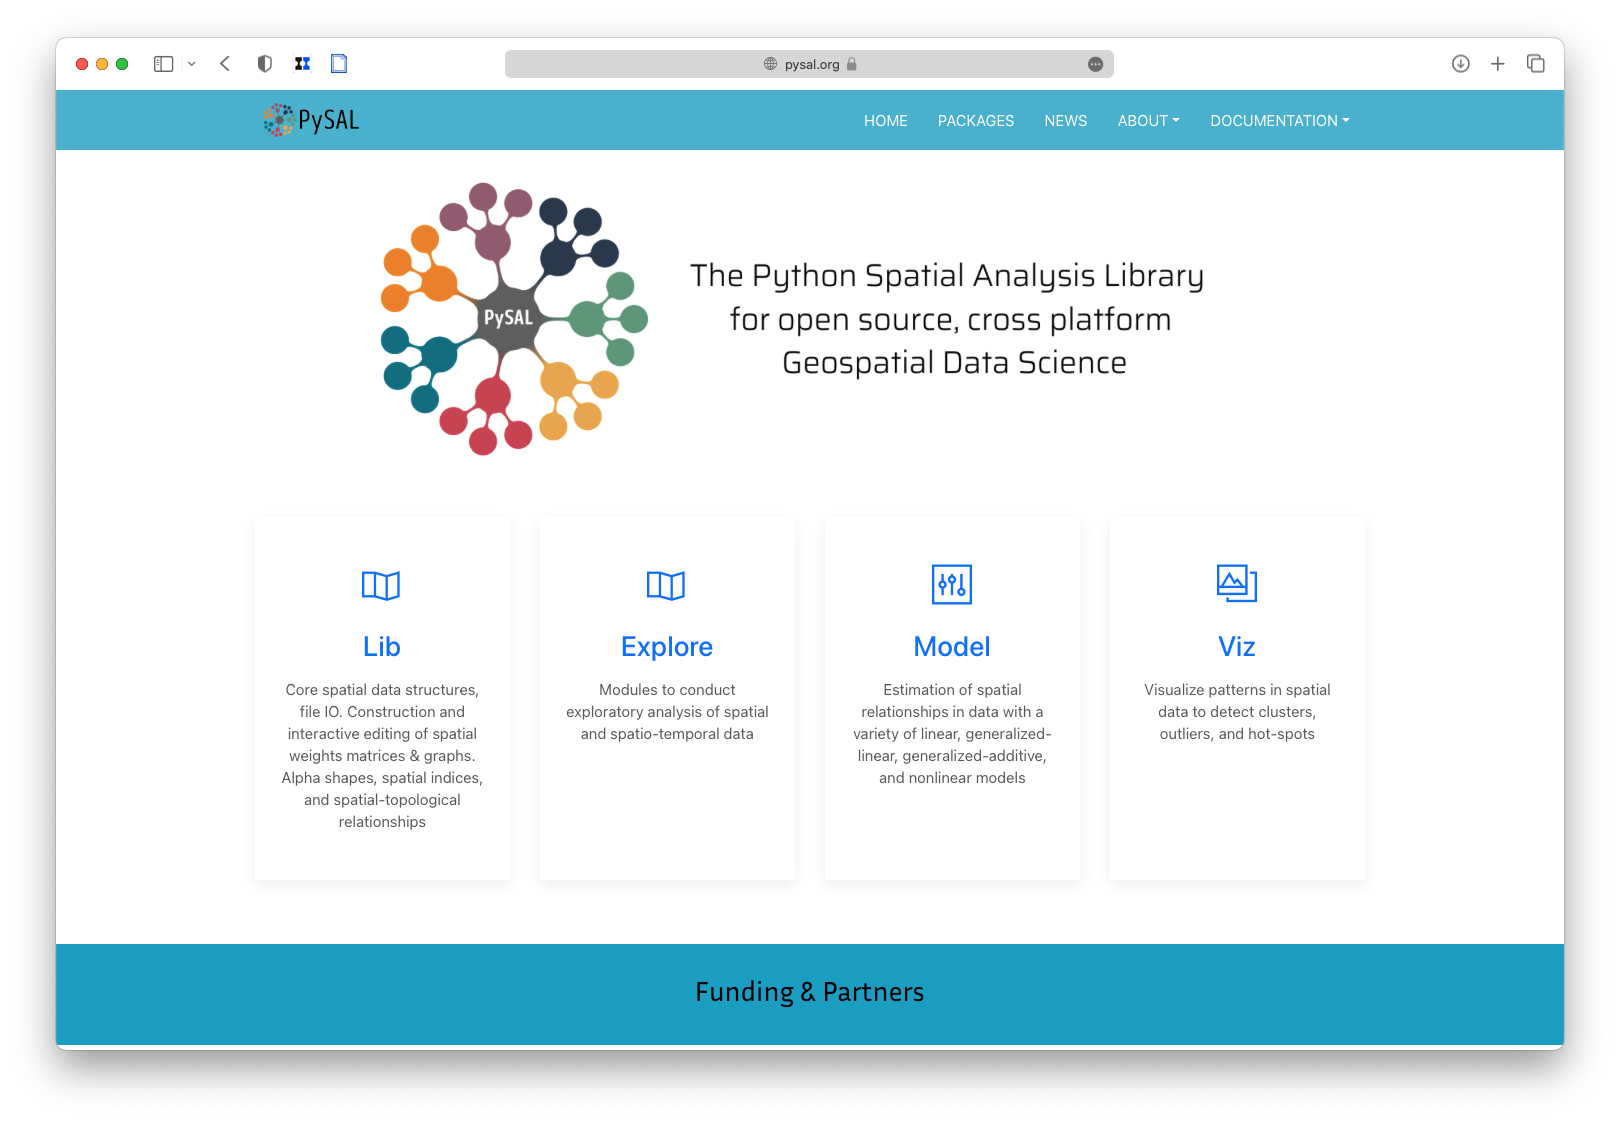 pysal.org
PySAL
HOME PACKAGES NEWS ABOUT DOCUMENTATION
PySAL
The Python Spatial Analysis Library
for open source, cross platform
Geospatial Data Science
Lib
Core spatial data structures,
file IO. Construction and
interactive editing of spatial
weights matrices & graphs.
Alpha shapes, spatial indices,
and spatial-topological
relationships
Explore
Modules to conduct
exploratory analysis of spatial
and spatio-temporal data
Model
Estimation of spatial
relationships in data with a
variety of linear, generalized-
linear, generalized-additive,
and nonlinear models
Viz
Visualize patterns in spatial
data to detect clusters,
outliers, and hot-spots
Funding & Partners